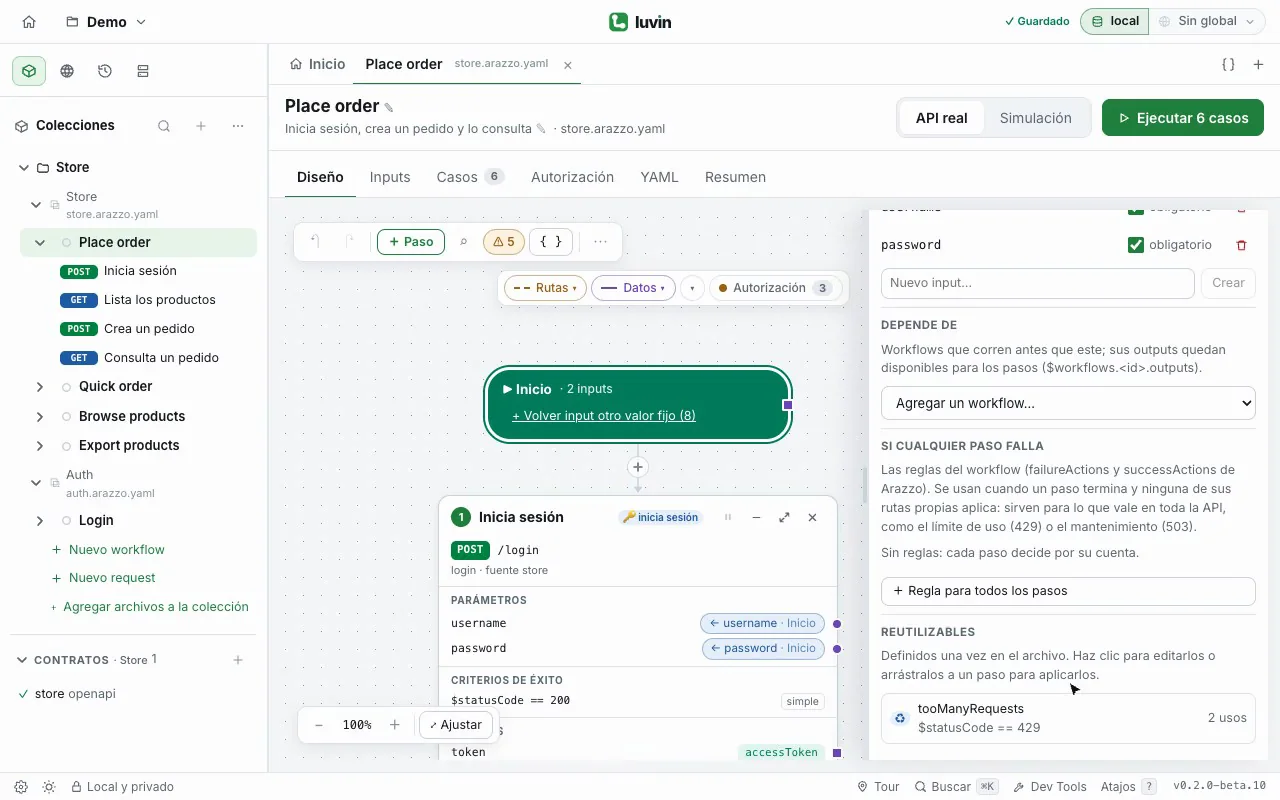 Demo
luvin
Guardado
local
Sin global
Inicio
Place order
store.arazzo.yaml
Place order
Inicia sesión, crea un pedido y lo consulta · store.arazzo.yaml
API real
Simulación
Ejecutar 6 casos
Colecciones
Store
Store
store.arazzo.yaml
Place order
POST Inicia sesión
GET Lista los productos
POST Crea un pedido
GET Consulta un pedido
Quick order
Browse products
Export products
Auth
auth.arazzo.yaml
Login
+ Nuevo workflow
+ Nuevo request
+ Agregar archivos a la colección
CONTRATOS · Store 1
store openapi
Diseño
Inputs
Casos 6
Autorización
YAML
Resumen
+ Paso
5
{ }
Rutas
Datos
Autorización 3
Inicio · 2 inputs
+ Volver input otro valor fijo (8)
1 Inicia sesión
inicia sesión
POST /login
login · fuente store
PARÁMETROS
username
← username · Inicio
password
← password · Inicio
CRITERIOS DE ÉXITO
$statusCode == 200
simple
token
accessToken
100%
Ajustar
obligatorio
password
obligatorio
Nuevo input...
Crear
DEPENDE DE
Workflows que corren antes que este; sus outputs quedan
disponibles para los pasos ($workflows.<id>.outputs).
Agregar un workflow...
SI CUALQUIER PASO FALLA
Las reglas del workflow (failureActions y successActions de
Arazzo). Se usan cuando un paso termina y ninguna de sus
rutas propias aplica: sirven para lo que vale en toda la API,
como el límite de uso (429) o el mantenimiento (503).
Sin reglas: cada paso decide por su cuenta.
+ Regla para todos los pasos
REUTILIZABLES
Definidos una vez en el archivo. Haz clic para editarlos o
arrástralos a un paso para aplicarlos.
tooManyRequests
$statusCode == 429
2 usos
Local y privado
Tour
Buscar ⌘K
Dev Tools
Atajos ?
v0.2.0-beta.10